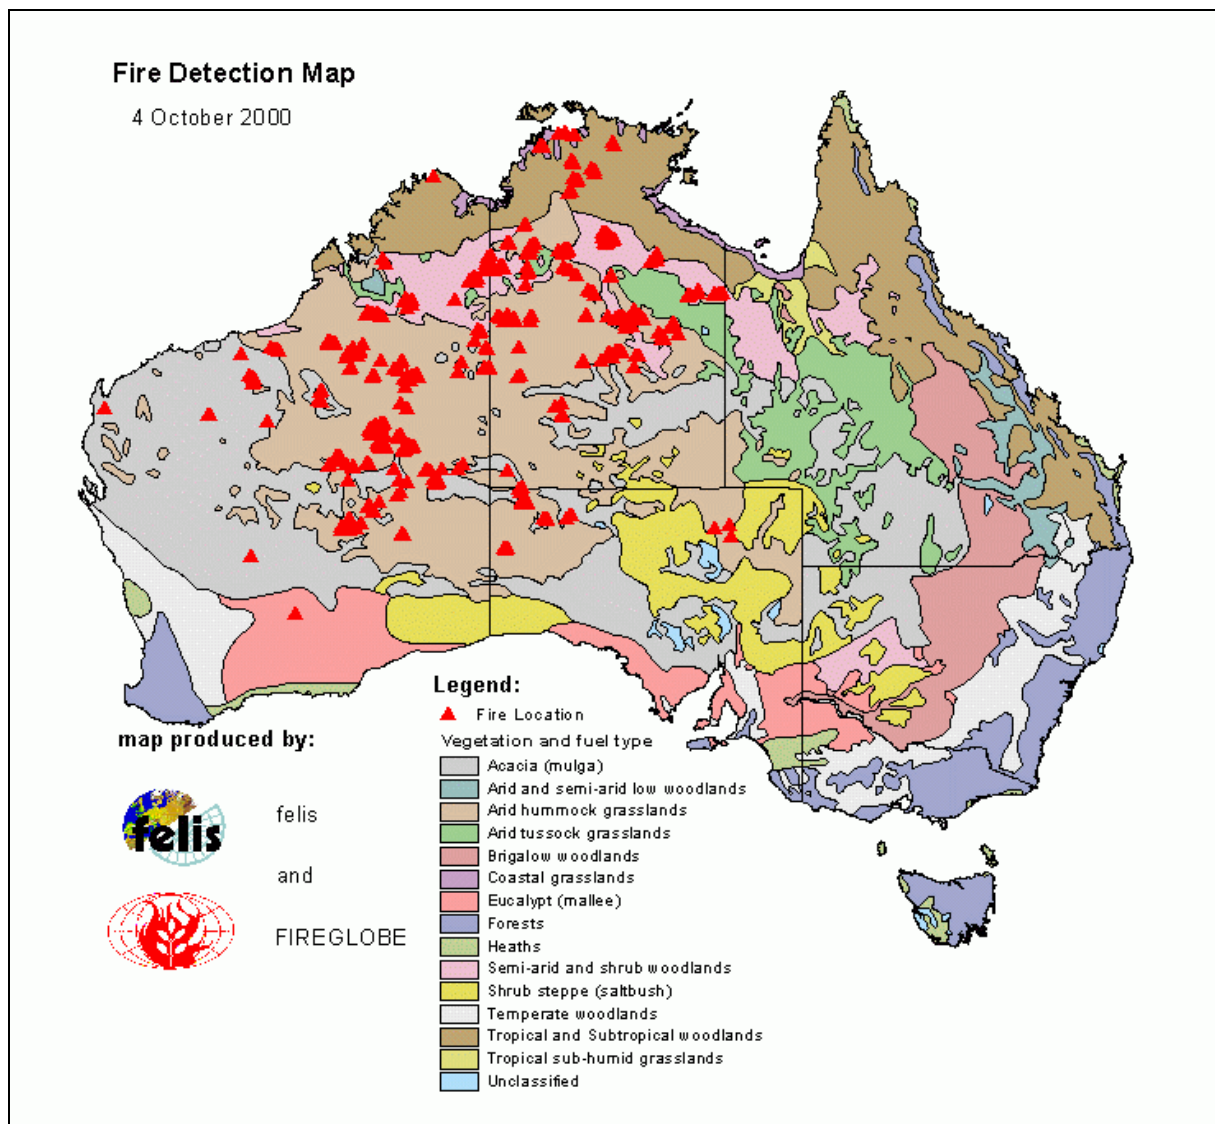 Fire Detection Map
4 October 2000
Legend:
Fire Location
map produced by:
Vegetation and fuel type
Acacia (mulga)
Arid and semi-arid low woodlands
felis
felis
Arid hummock grasslands
Arid tussock grasslands
Brigalow woodlands
and
Coastal grasslands
Eucalypt (mallee)
Forests
FIREGLOBE
Heaths
Semi-arid and shrub woodlands
Shrub steppe (saltbush)
Temperate woodlands
Tropical and Subtropical woodlands
Tropical sub-humid grasslands
Unclassified